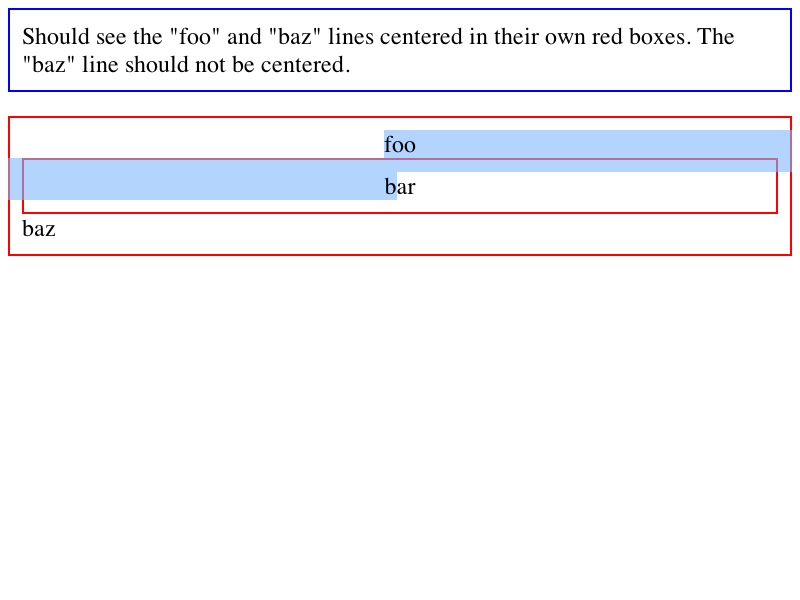 Should see the "foo" and "baz" lines centered in their own red boxes. The
"baz" line should not be centered.
foo
bar
baz